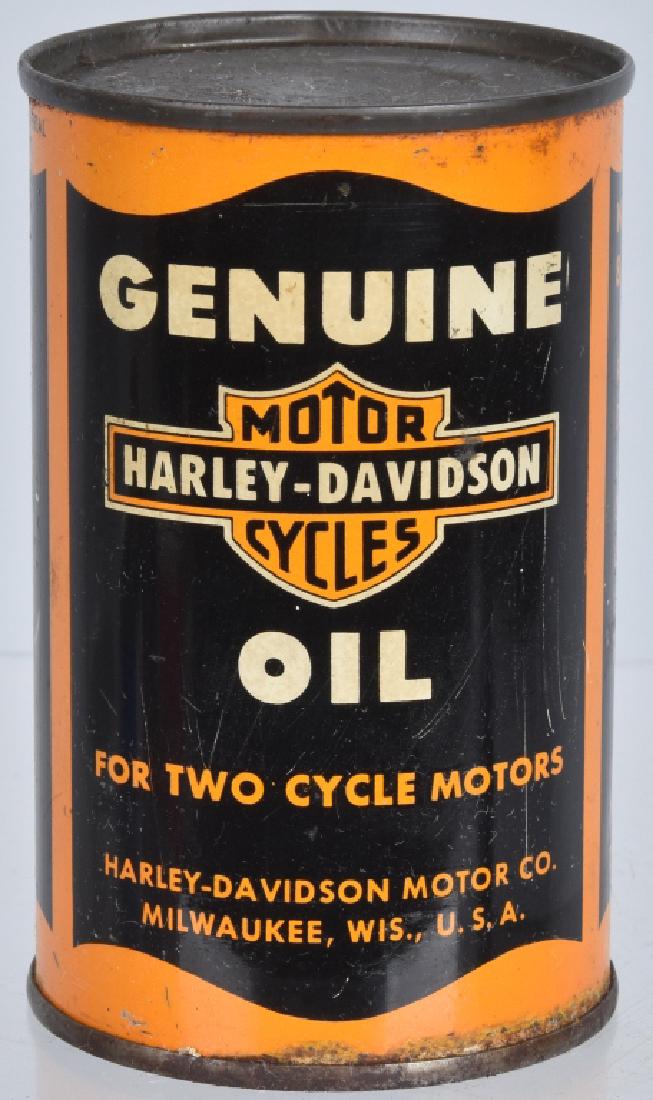 GENUINE
MOTOR
HARLEY-DAVIDSON
CYCLES
OIL
FOR TWO CYCLE MOTORS
HARLEY-DAVIDSON MOTOR CO.
MILWAUKEE, WIS., U.S.A.